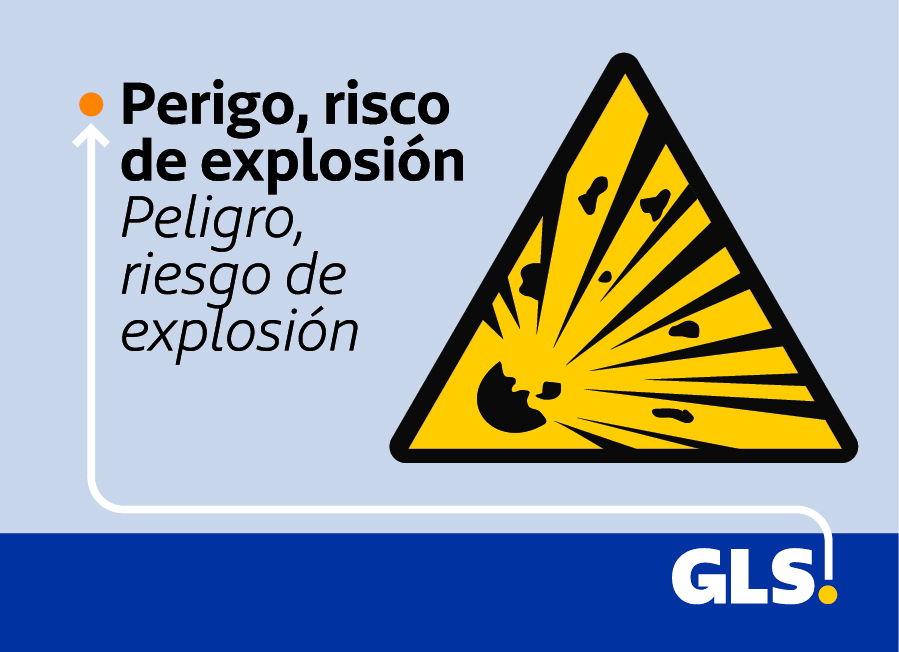 Perigo, risco
de explosión
Peligro,
riesgo de
explosión
GLS.